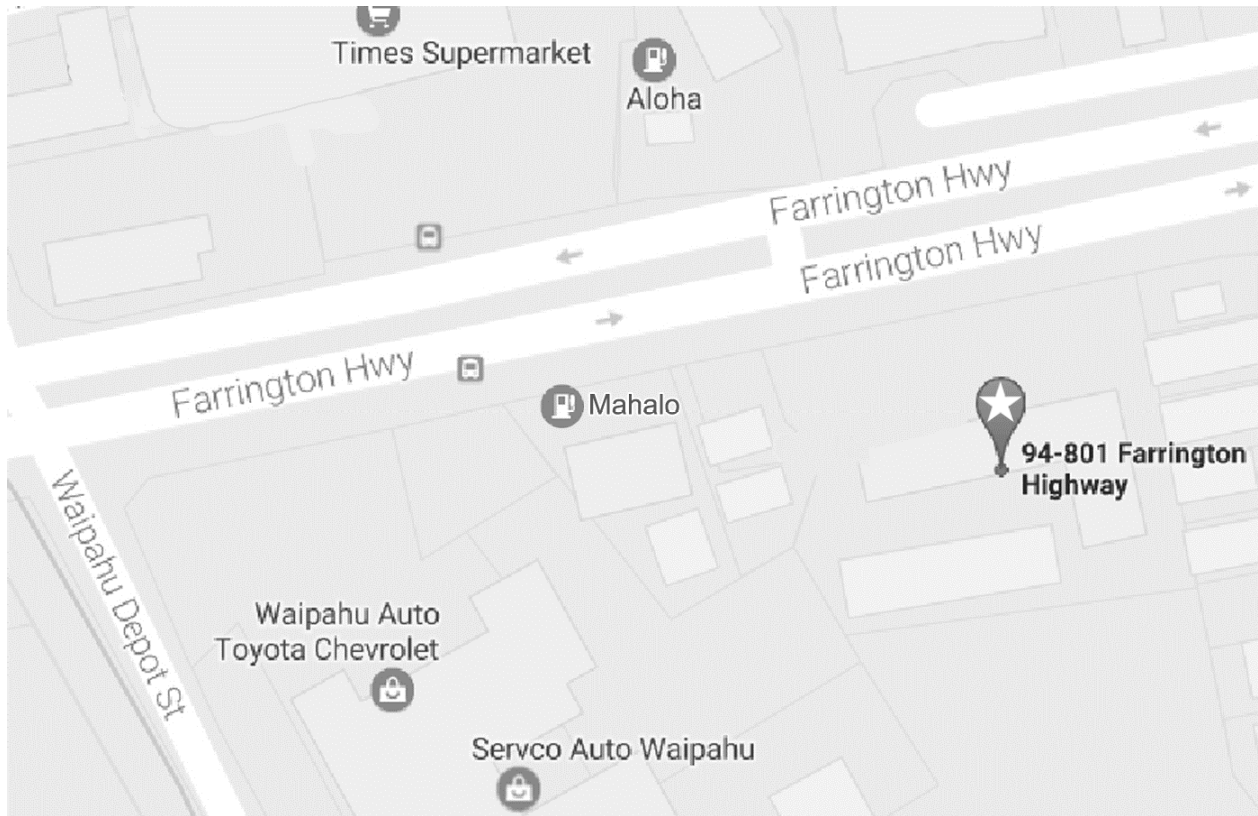 Times Supermarket
Aloha
Farrington Hwy
Farrington Hwy
Farrington Hwy
Mahalo
94-801 Farrington
Highway
Waipahu Depot St
Waipahu Auto
Toyota Chevrolet
Servco Auto Waipahu